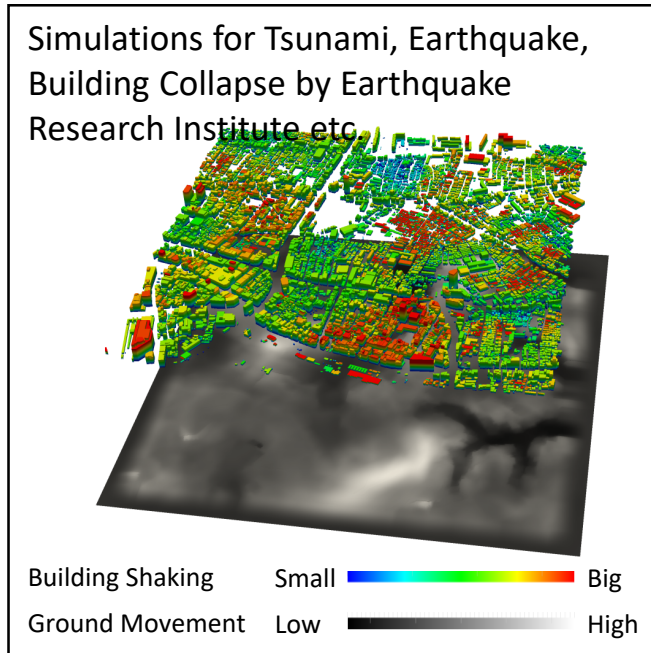 Simulations for Tsunami, Earthquake,
Building Collapse by Earthquake
Research Institute etc.
Building Shaking Small Big
Ground Movement Low High